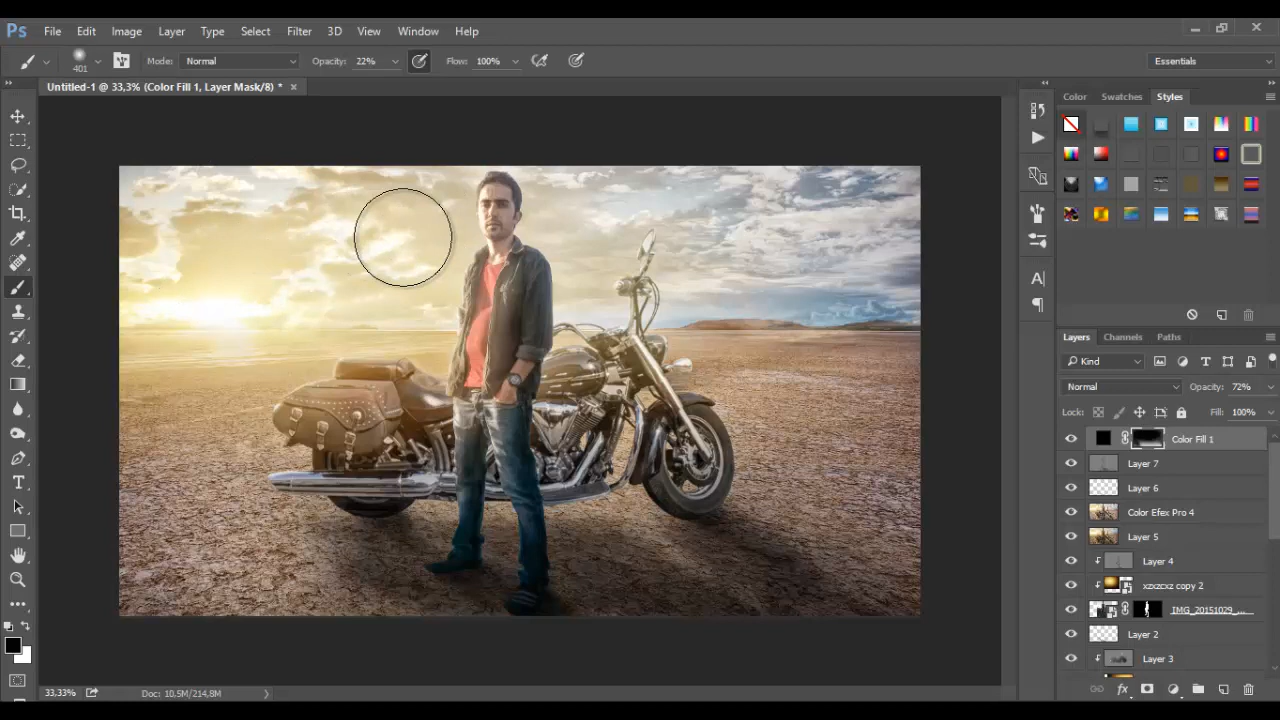 Ps File Edit Image Layer Type Select Filter 3D View Window Help
401 Mode: Normal Opacity: 22% Flow: 100% Essentials
Untitled-1 @ 33,3% (Color Fill 1, Layer Mask/8) *
Color Swatches Styles
Layers Channels Paths
Kind
Normal Opacity: 72%
Lock: Fill: 100%
Color Fill 1
Layer 7
Layer 6
Color Efex Pro 4
Layer 5
Layer 4
xzxzcxz copy 2
IMG_20151029_...
Layer 2
Layer 3
33,33% Doc: 10,5M/214,8M